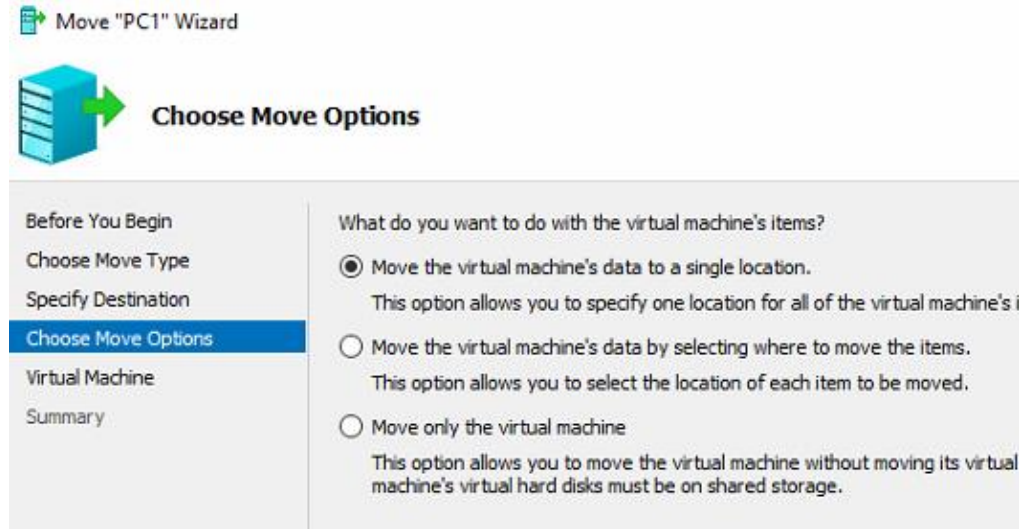 Move "PC1" Wizard
Choose Move Options
Before You Begin
Choose Move Type
Specify Destination
Choose Move Options
Virtual Machine
Summary
What do you want to do with the virtual machine's items?
Move the virtual machine's data to a single location.
This option allows you to specify one location for all of the virtual machine's
Move the virtual machine's data by selecting where to move the items.
This option allows you to select the location of each item to be moved.
Move only the virtual machine
This option allows you to move the virtual machine without moving its virtual
machine's virtual hard disks must be on shared storage.